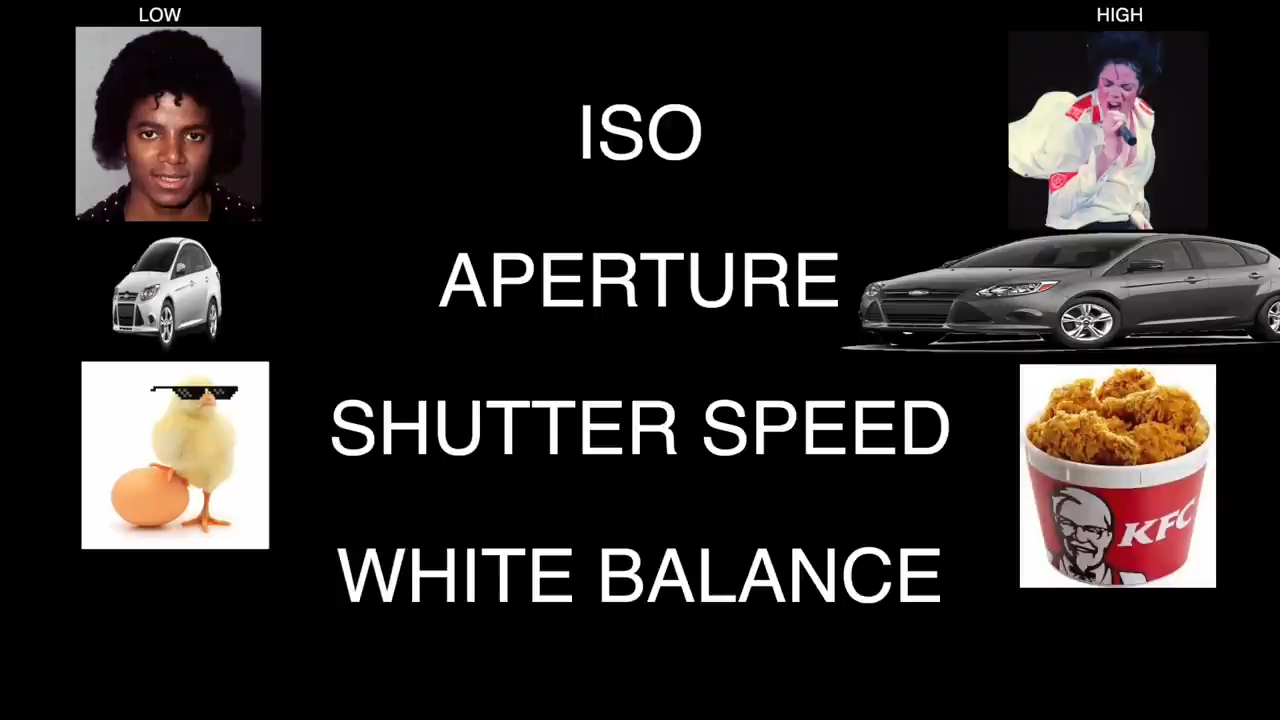 LOW
HIGH
ISO
APERTURE
SHUTTER SPEED
KFC
WHITE BALANCE